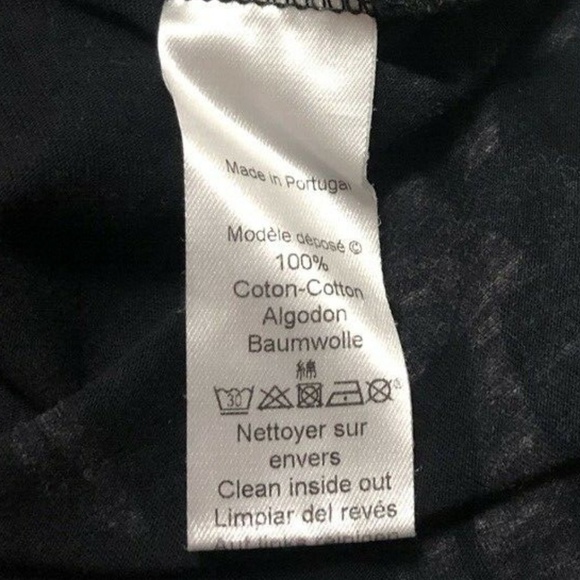 Made in Portugal
Modèle déposé ©
100%
Coton-Cotton
Algodon
Baumwolle
綿
30
Nettoyer sur
envers
Clean inside out
Limpiar del revés